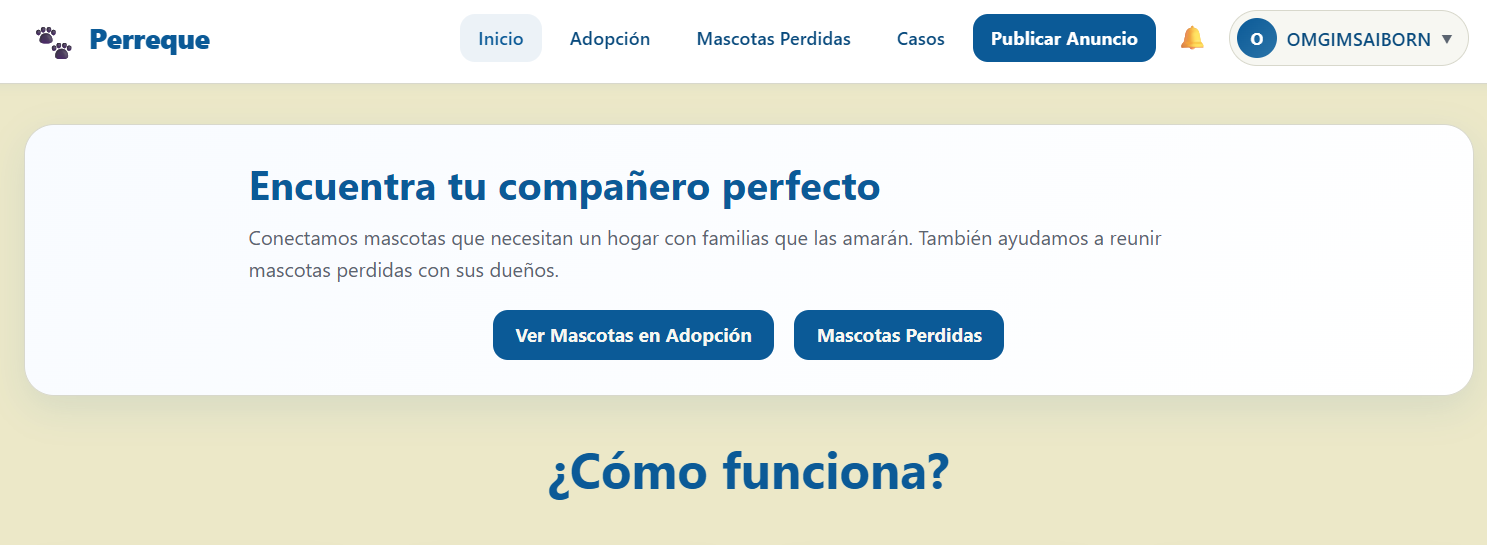 Perreque
Inicio
Adopción
Mascotas Perdidas
Casos
Publicar Anuncio
O
OMGIMSAIBORN ▼
Encuentra tu compañero perfecto
Conectamos mascotas que necesitan un hogar con familias que las amarán. También ayudamos a reunir
mascotas perdidas con sus dueños.
Ver Mascotas en Adopción
Mascotas Perdidas
¿Cómo funciona?